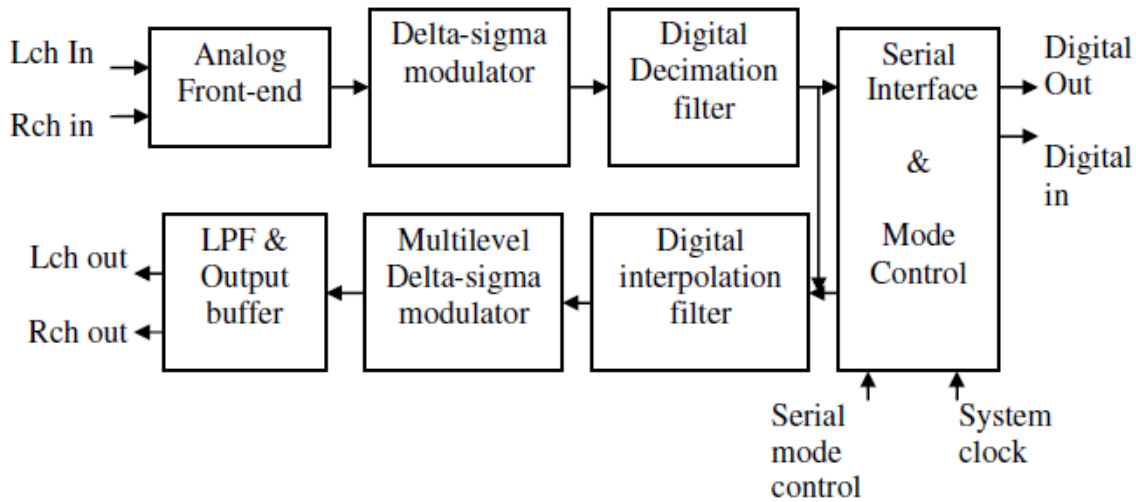 Lch In
Rch in
Analog
Front-end
Delta-sigma
modulator
Digital
Decimation
filter
Serial
Interface
&
Mode
Control
Digital
Out
Digital
in
Lch out
Rch out
LPF &
Output
buffer
Multilevel
Delta-sigma
modulator
Digital
interpolation
filter
Serial
mode
control
System
clock